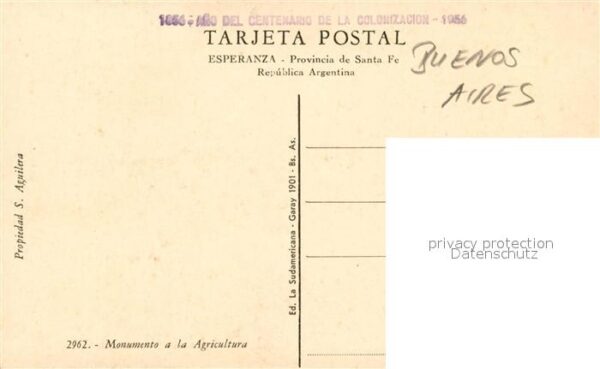 1856 - AÑO DEL CENTENARIO DE LA COLONIZACION - 1956
TARJETA POSTAL
ESPERANZA - Provincia de Santa Fe
República Argentina
BUENOS
AIRES
Propiedad S. Aguilera
Ed. La Sudamericana - Garay 1901 - Bs. As.
privacy protection
Datenschutz
2962. - Monumento a la Agricultura